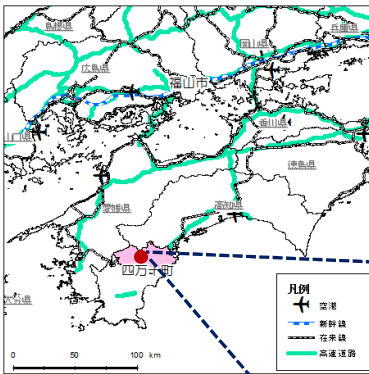 島根県
岡山県
兵庫県
広島県
福山市
山口県
香川県
徳島県
愛媛県
高知県
四万十町
大分県
凡例
空港
新幹線
在来線
高速道路
0 50 100 km